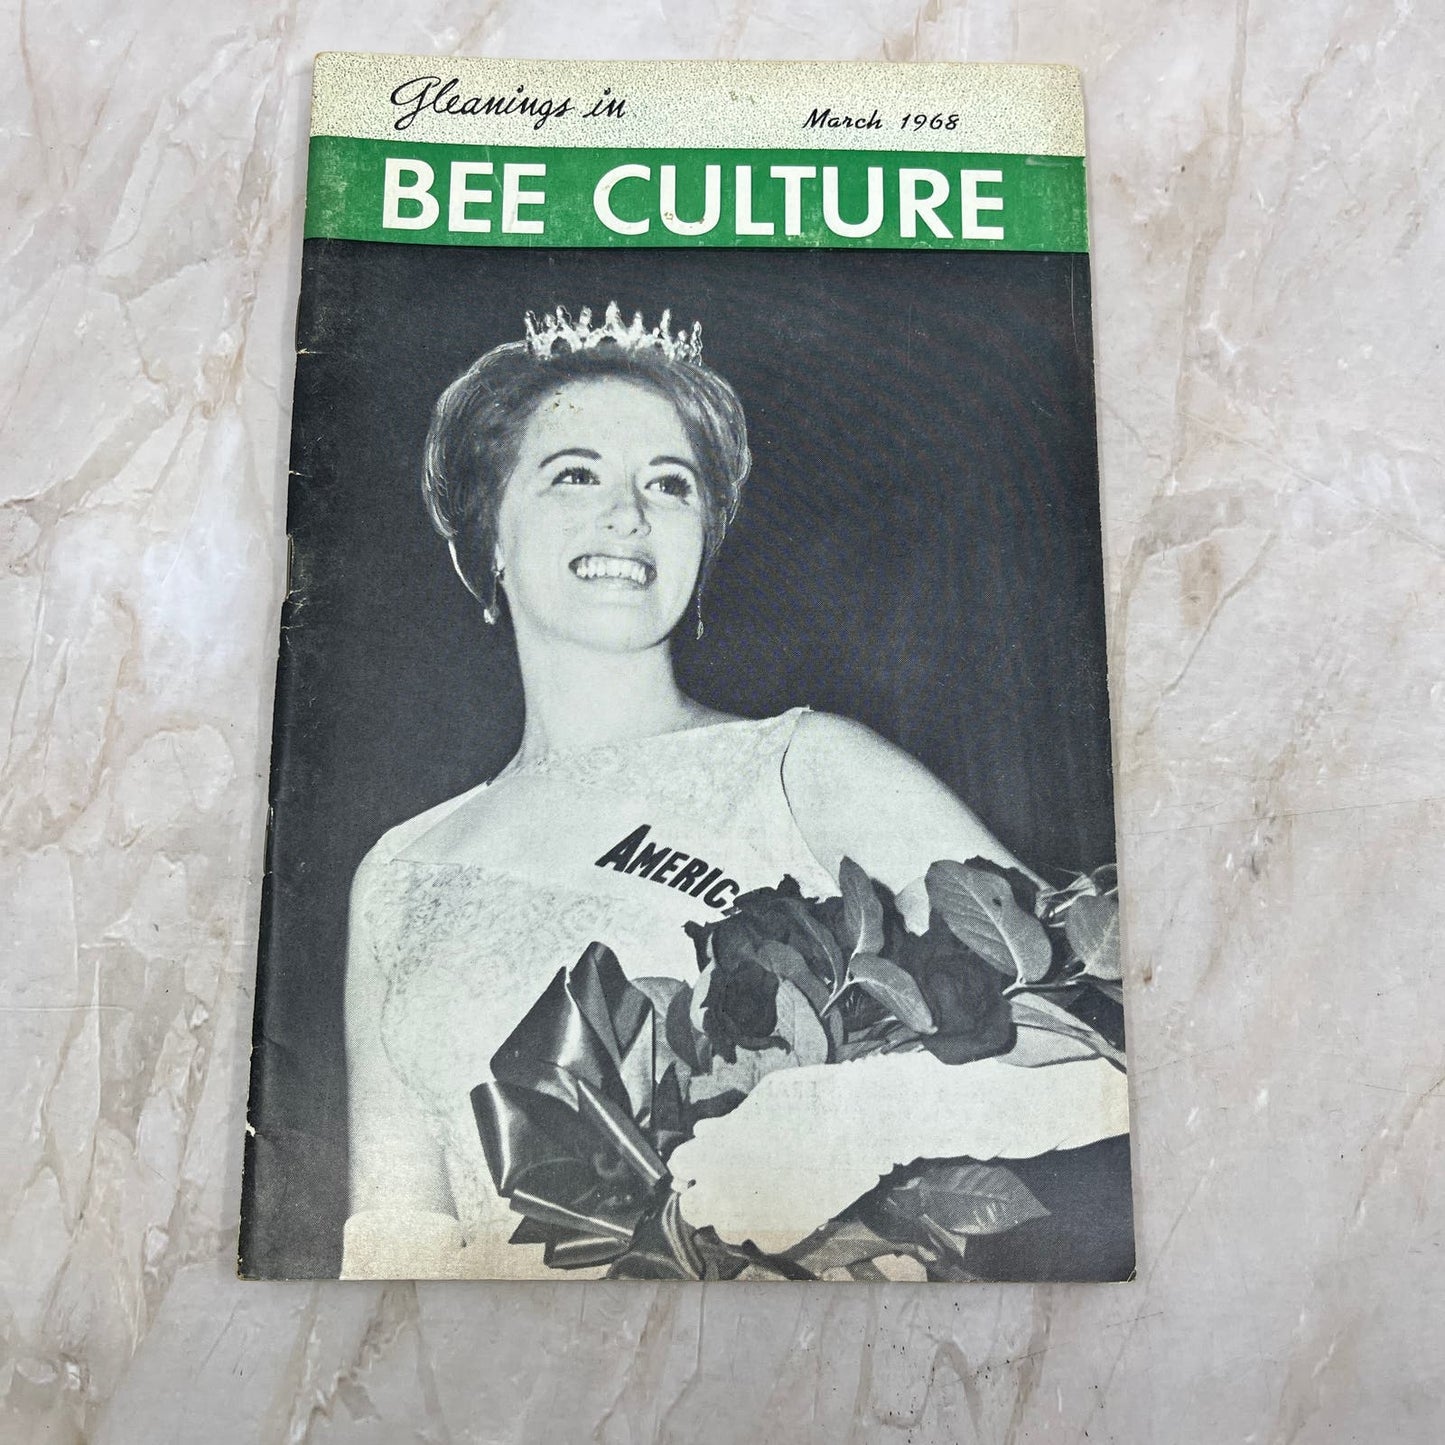 Gleanings in
March 1968
BEE CULTURE
AMERIC